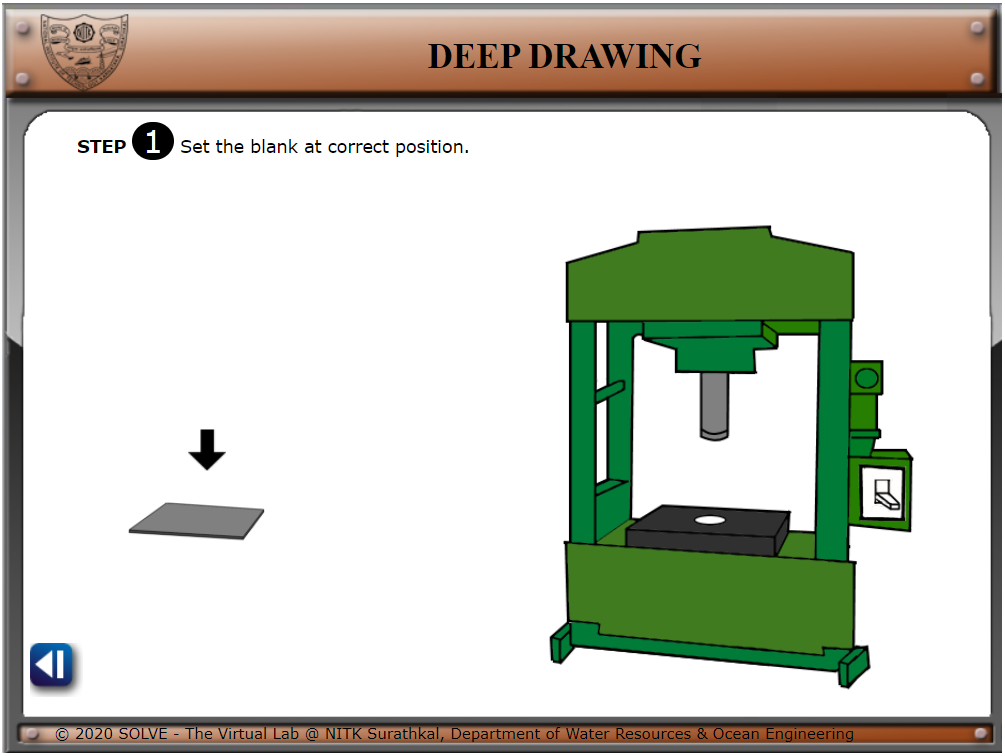 DEEP DRAWING
STEP 1 Set the blank at correct position.
© 2020 SOLVE - The Virtual Lab @ NITK Surathkal, Department of Water Resources & Ocean Engineering